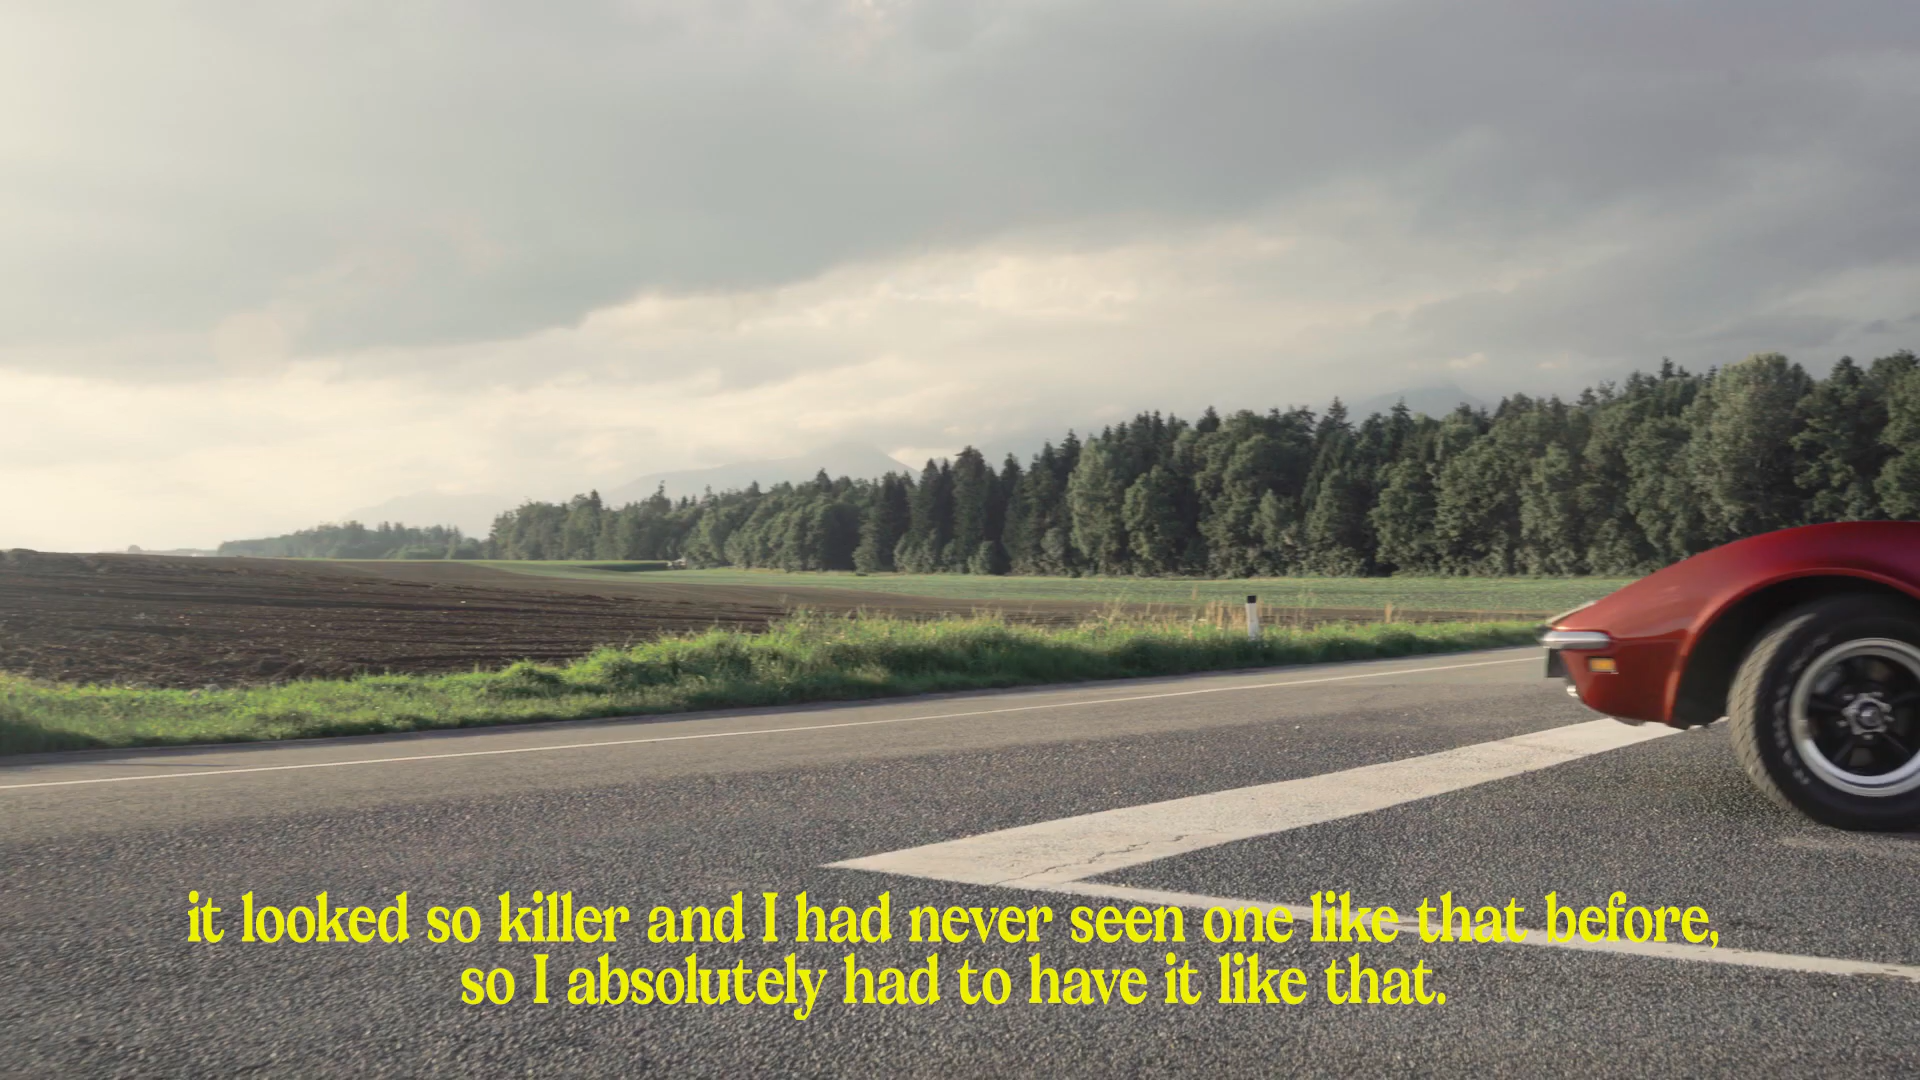 it looked so killer and I had never seen one like that before,
so I absolutely had to have it like that.